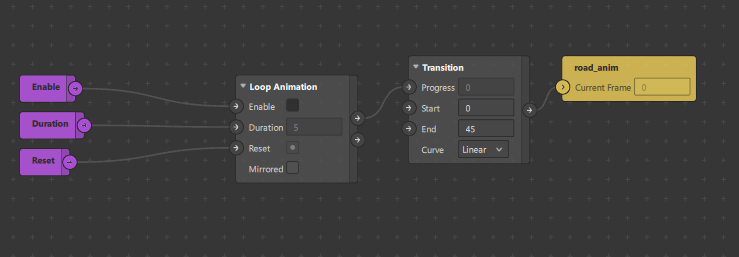 Enable
Duration
Reset
Loop Animation
Enable
Duration 5
Reset
Mirrored
Transition
Progress 0
Start 0
End 45
Curve Linear
road_anim
Current Frame 0